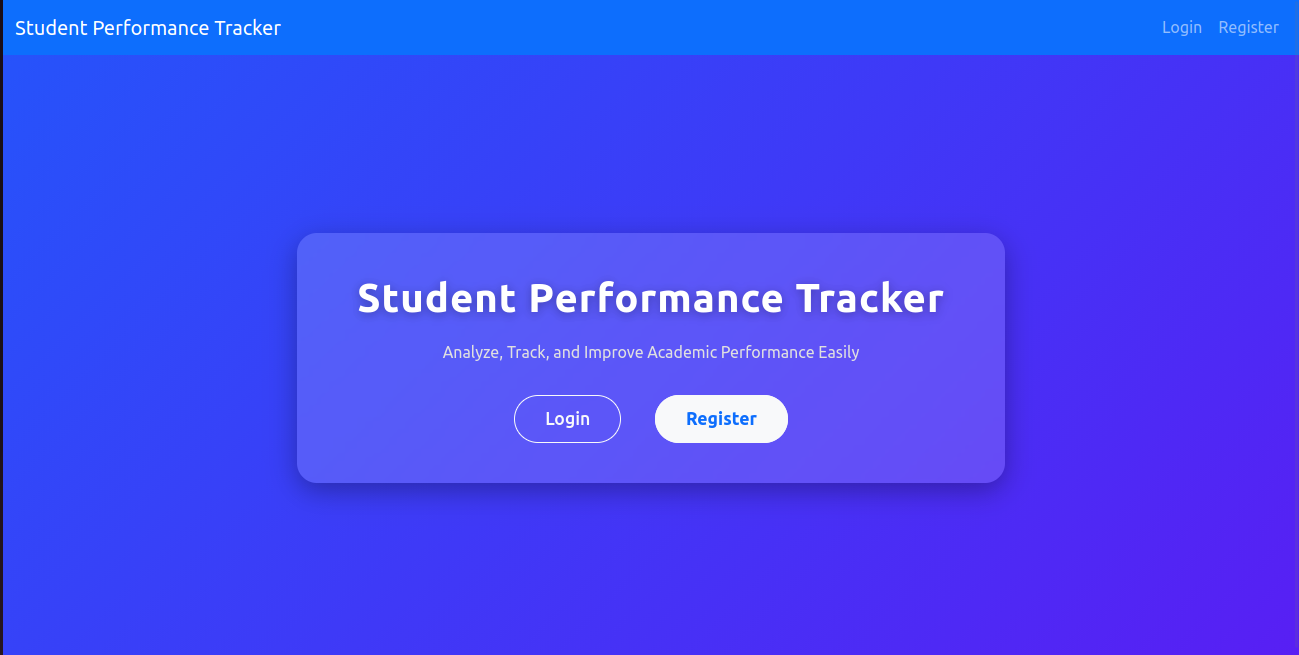 Student Performance Tracker
Login Register
Student Performance Tracker
Analyze, Track, and Improve Academic Performance Easily
Login Register